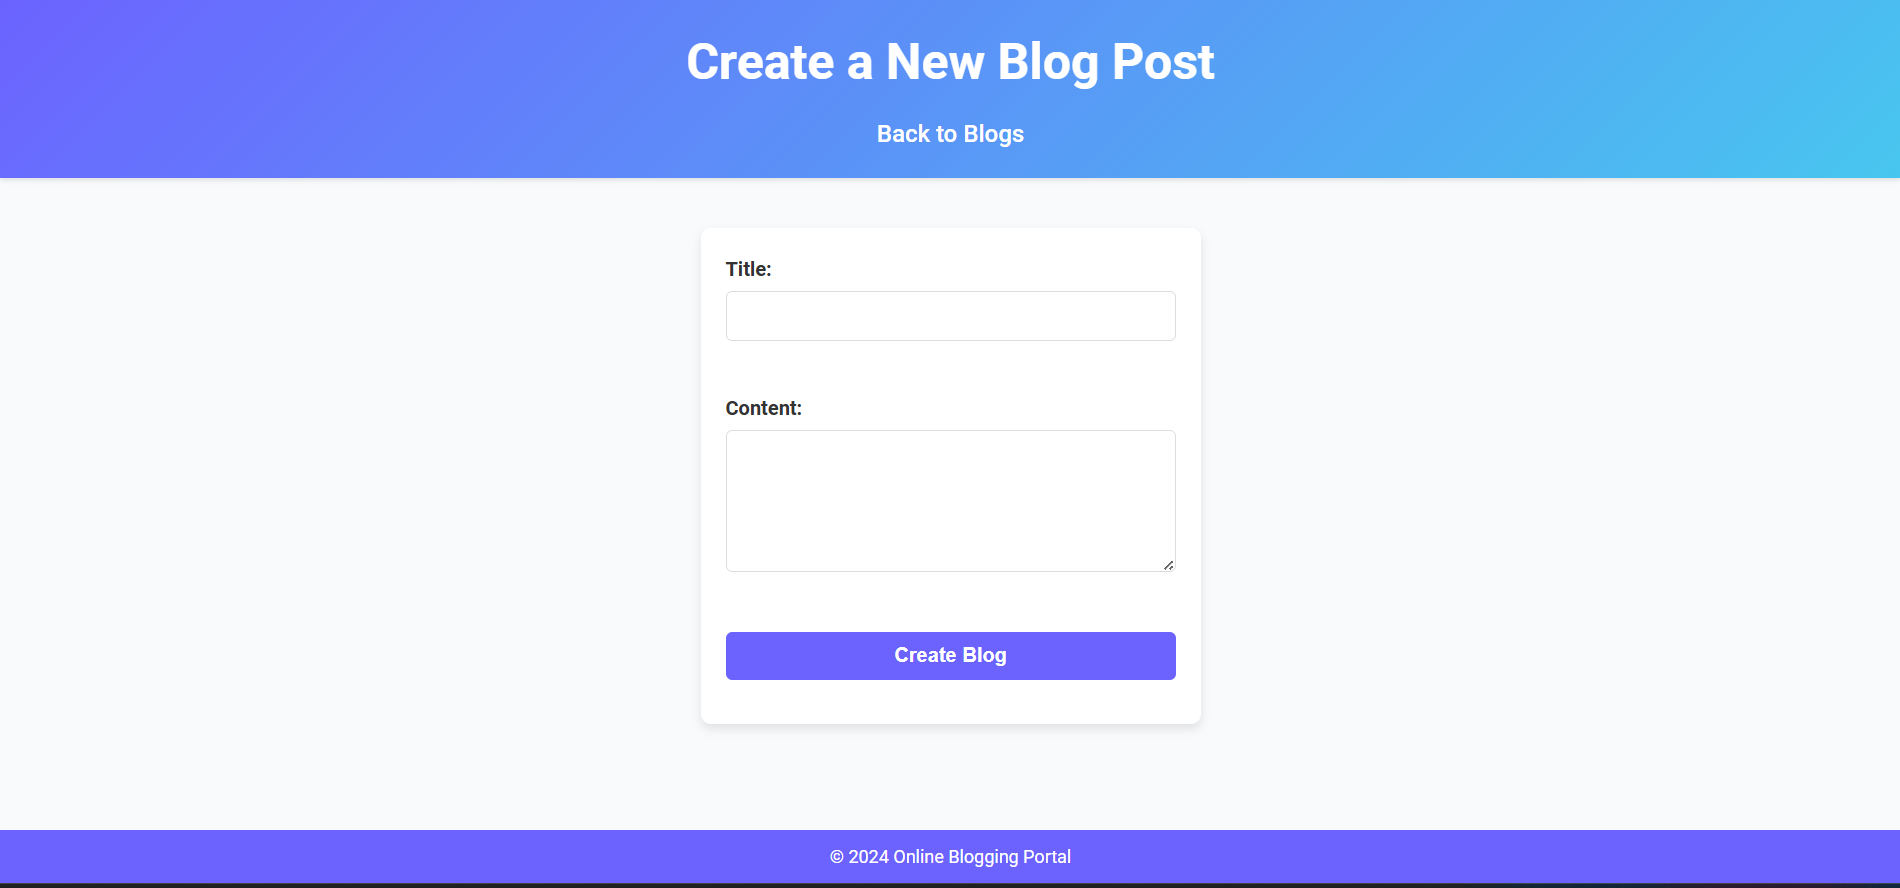 Create a New Blog Post
Back to Blogs
Title:
Content:
Create Blog
© 2024 Online Blogging Portal